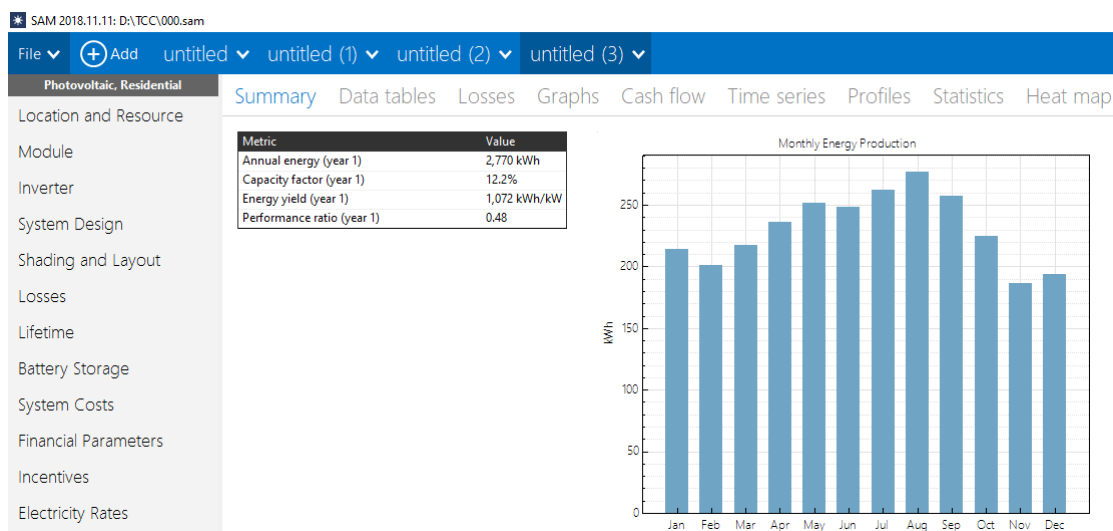 SAM 2018.11.11: D:\TCC\000.sam
File Add untitled untitled (1) untitled (2) untitled (3)
Photovoltaic, Residential
Summary Data tables Losses Graphs Cash flow Time series Profiles Statistics Heat map
Location and Resource
Module
Inverter
System Design
Shading and Layout
Losses
Lifetime
Battery Storage
System Costs
Financial Parameters
Incentives
Electricity Rates
Metric Value
Annual energy (year 1) 2,770 kWh
Capacity factor (year 1) 12.2%
Energy yield (year 1) 1,072 kWh/kW
Performance ratio (year 1) 0.48
Monthly Energy Production
kWh
250
200
150
100
50
0
Jan Feb Mar Apr May Jun Jul Aug Sep Oct Nov Dec